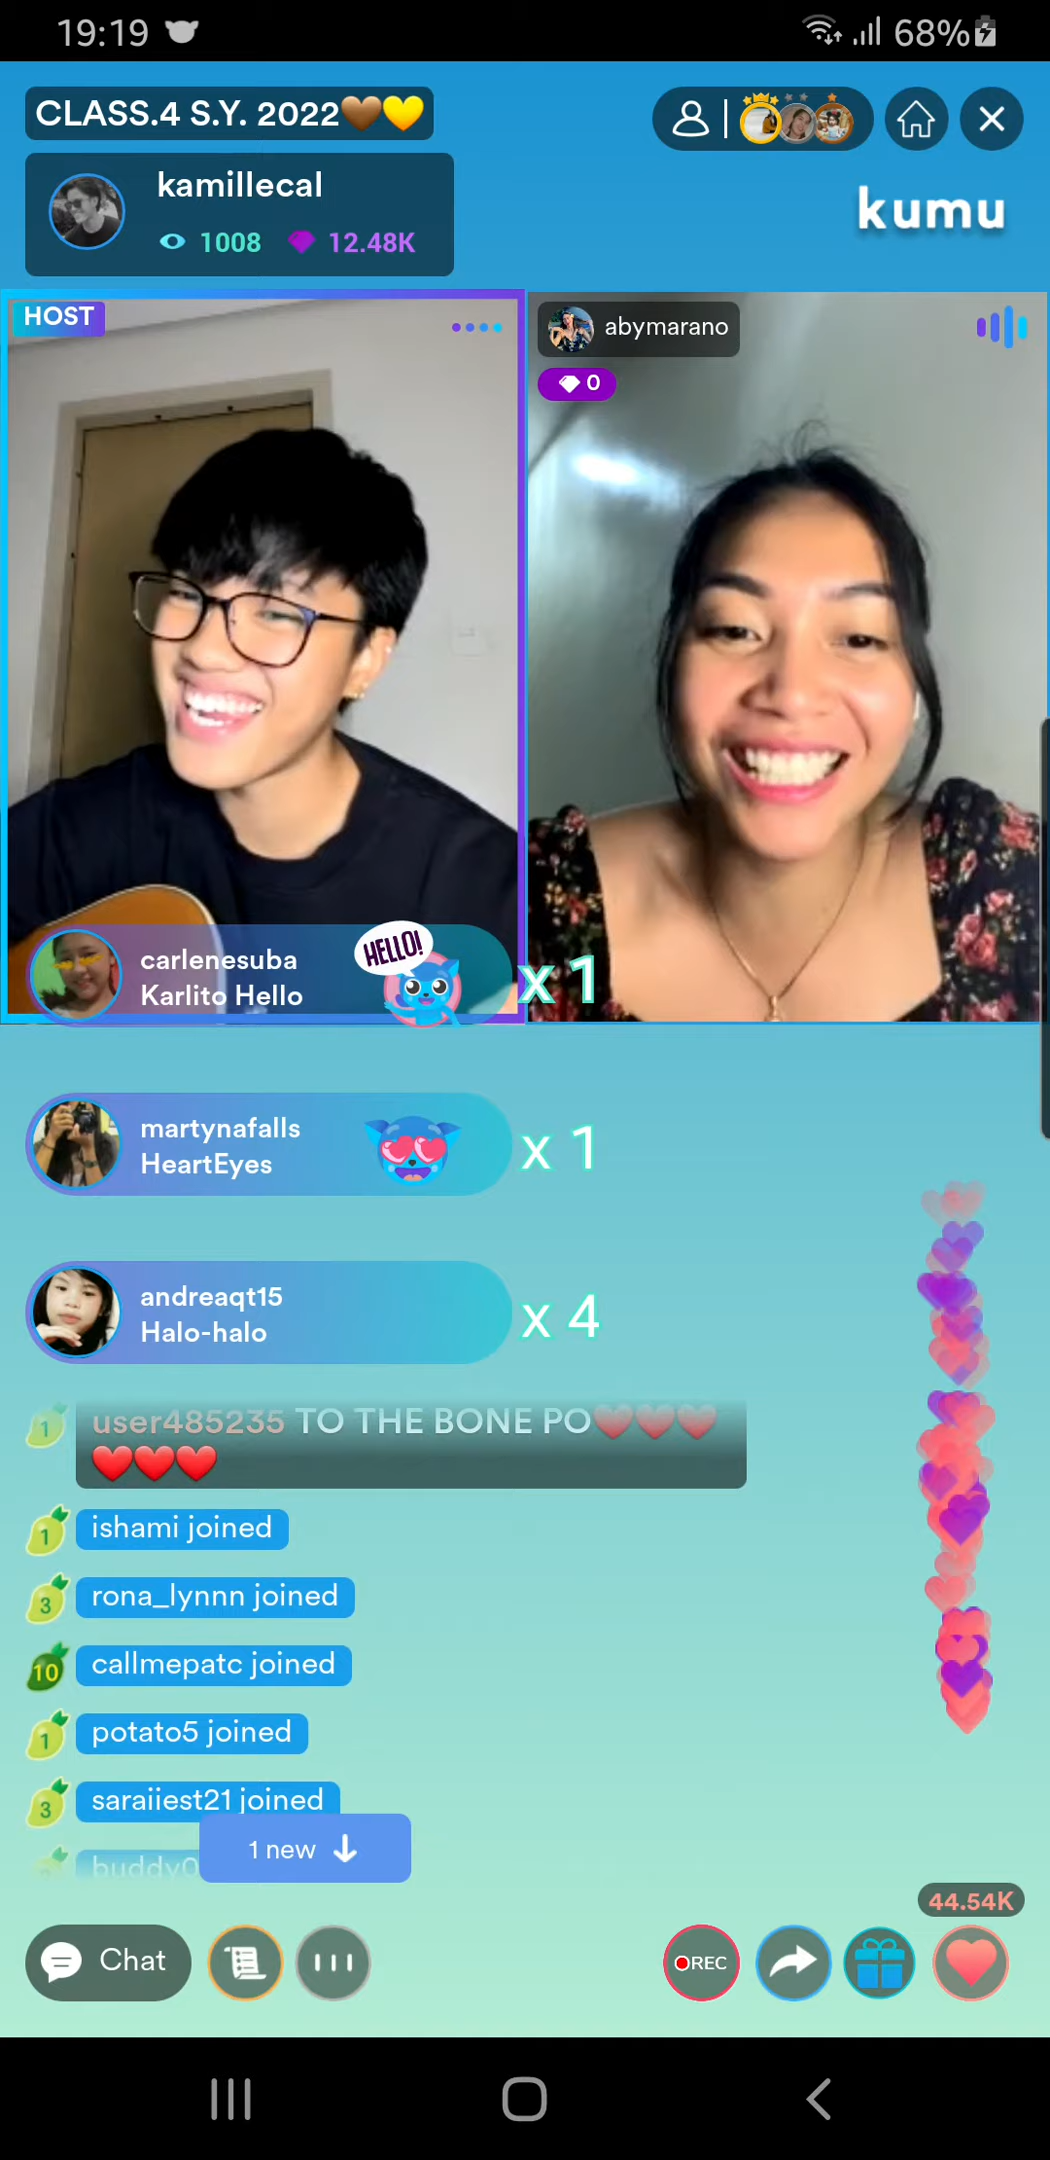 19:19
68%
CLASS.4 S.Y. 2022🤎💛
kamillecal
1008 12.48K
kumu
HOST
abymarano
0
carlenesuba
Karlito Hello
HELLO!
x 1
martynafalls
HeartEyes
x 1
andreaqt15
Halo-halo
x 4
1 user485235 TO THE BONE PO❤️❤️❤️
❤️❤️❤️
1 ishami joined
3 rona_lynnn joined
10 callmepatc joined
1 potato5 joined
3 saraiiest21 joined
1 new
44.54K
Chat
REC